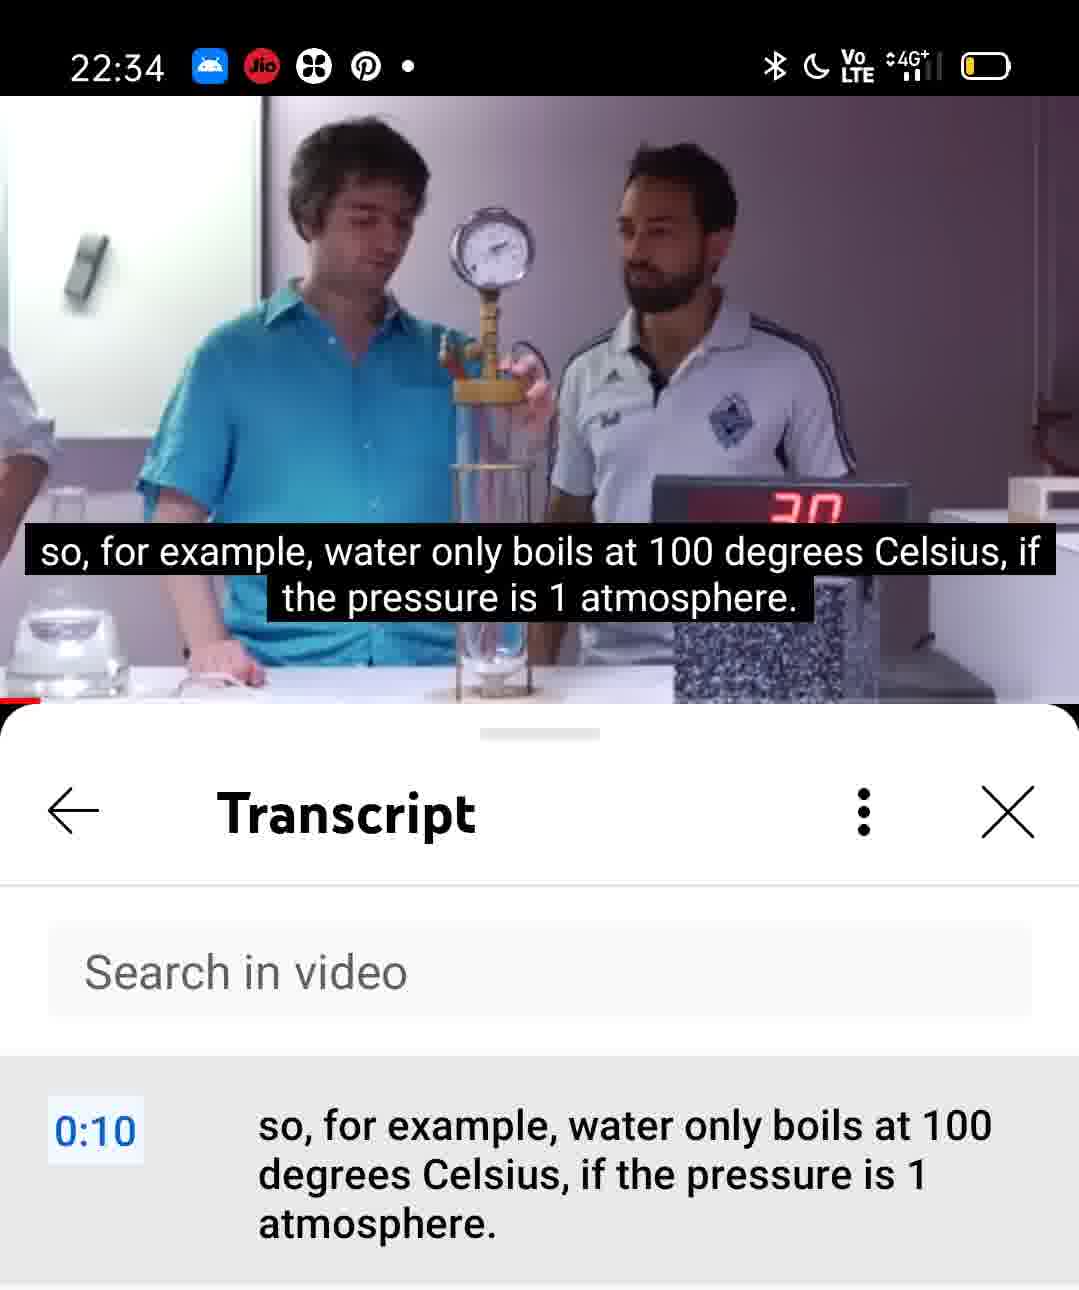 22:34
Jio
Vo
LTE
4G+
30
so, for example, water only boils at 100 degrees Celsius, if
the pressure is 1 atmosphere.
Transcript
Search in video
0:10
so, for example, water only boils at 100
degrees Celsius, if the pressure is 1
atmosphere.